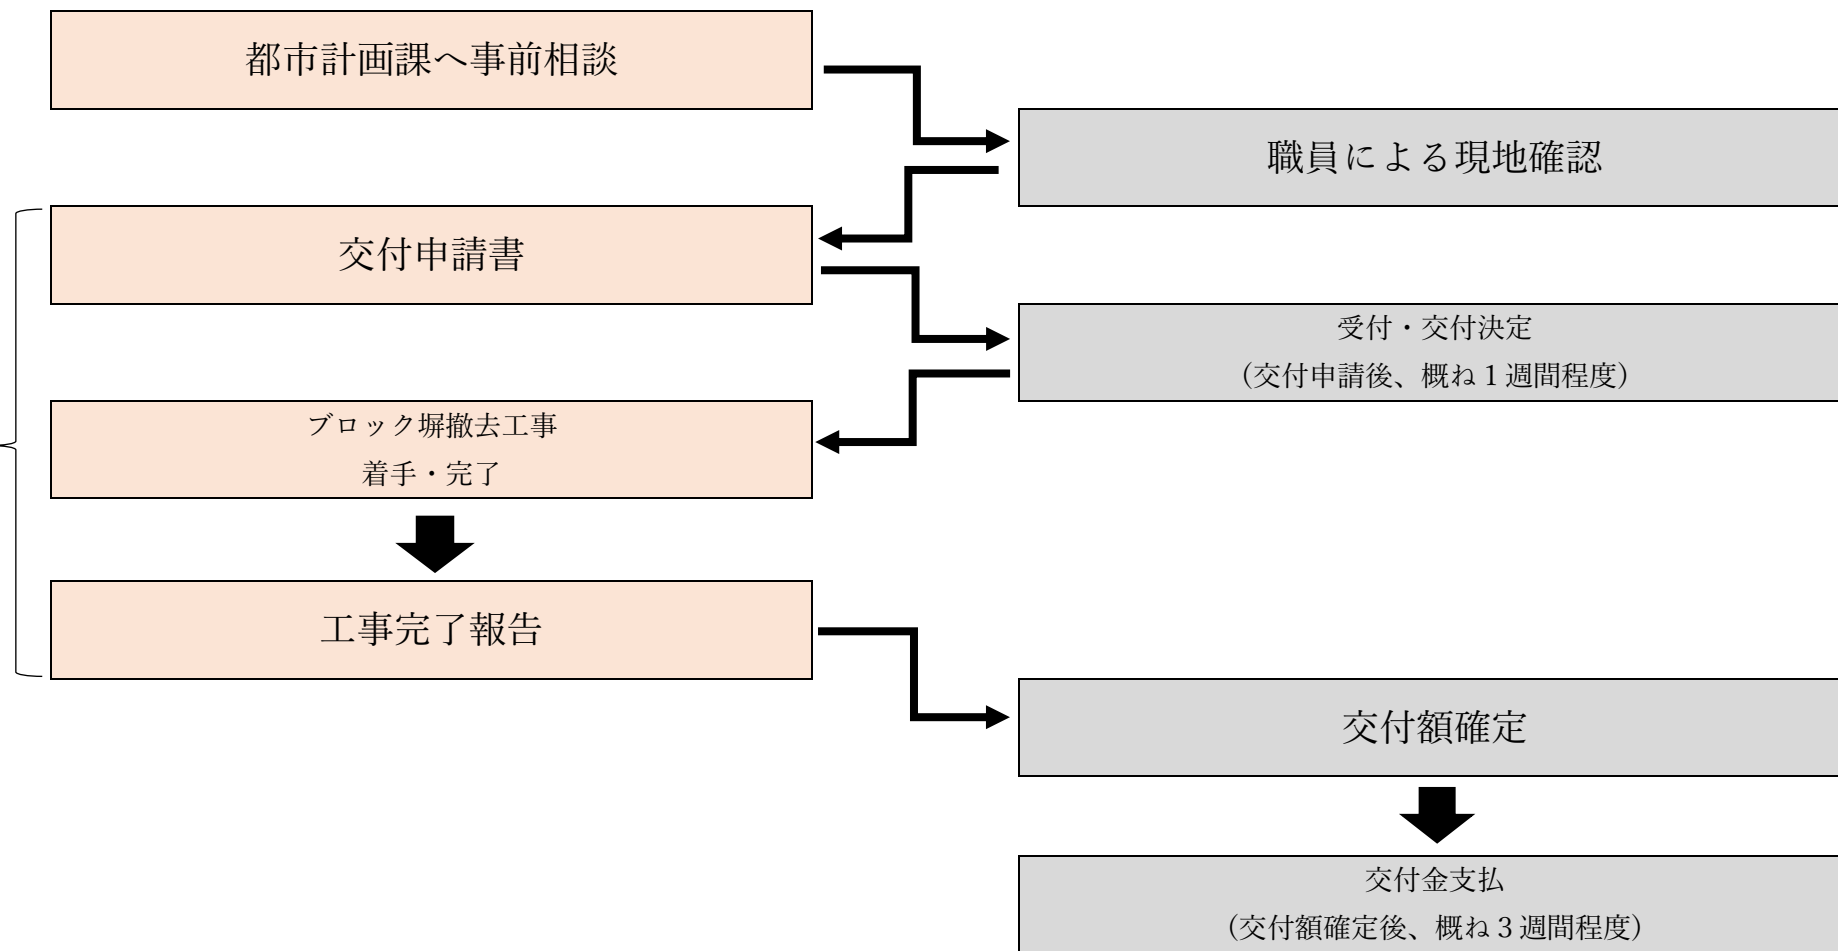 都市計画課へ事前相談
職員による現地確認
交付申請書
受付・交付決定
（交付申請後、概ね１週間程度）
ブロック塀撤去工事
着手・完了
工事完了報告
交付額確定
交付金支払
（交付額確定後、概ね３週間程度）